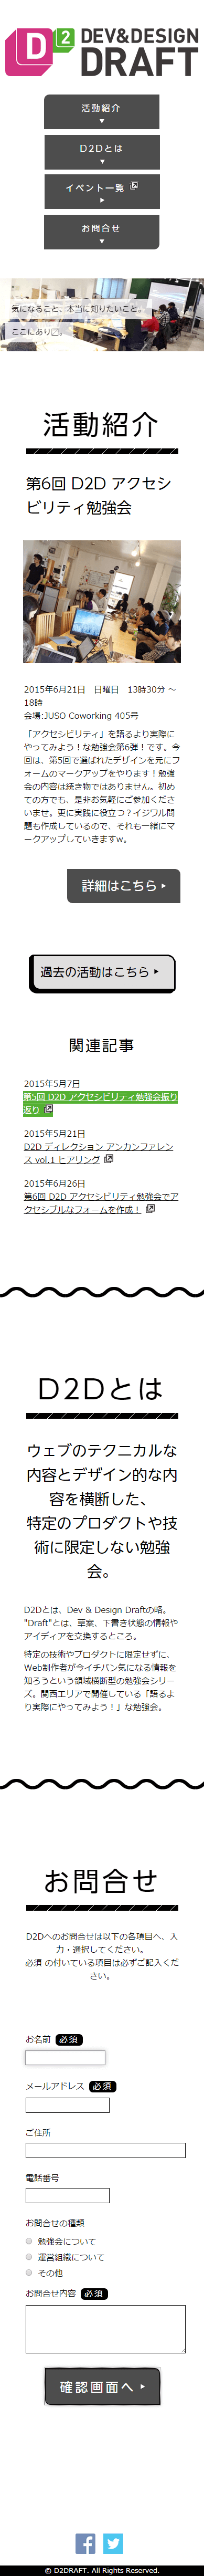 D 2 DEV&DESIGN
D DRAFT
活動紹介
D2Dとは
イベント一覧
お問合せ
気になること、本当に知りたいこと。
ここにあり□。
活動紹介
第6回 D2D アクセシ
ビリティ勉強会
2015年6月21日　日曜日　13時30分 〜
18時
会場:JUSO Coworking 405号
「アクセシビリティ」を語るより実際に
やってみよう！な勉強会第6弾！です。今
回は、第5回で選ばれたデザインを元にフ
ォームのマークアップをやります！勉強
会の内容は続き物ではありません。初め
ての方でも、是非お気軽にご参加くださ
いませ。更に実践に役立つ？イジワル問
題も作成しているので、それも一緒にマ
ークアップしていきますw。
詳細はこちら
過去の活動はこちら
関連記事
2015年5月7日
第5回 D2D アクセシビリティ勉強会振り
返り
2015年5月21日
D2D ディレクション アンカンファレン
ス vol.1 ヒアリング
2015年6月26日
第6回 D2D アクセシビリティ勉強会でア
クセシブルなフォームを作成！
D2Dとは
ウェブのテクニカルな
内容とデザイン的な内
容を横断した、
特定のプロダクトや技
術に限定しない勉強
会。
D2Dとは、Dev & Design Draftの略。
"Draft"とは、草案、下書き状態の情報や
アイディアを交換するところ。
特定の技術やプロダクトに限定せずに、
Web制作者が今イチバン気になる情報を
知ろうという領域横断型の勉強会シリー
ズ。関西エリアで開催している「語るよ
り実際にやってみよう！」な勉強会。
お問合せ
D2Dへのお問合せは以下の各項目へ、入
力・選択してください。
必須 の付いている項目は必ずご記入くだ
さい。
お名前 必須
メールアドレス 必須
ご住所
電話番号
お問合せの種類
勉強会について
運営組織について
その他
お問合せ内容 必須
確認画面へ
© D2DRAFT. All Rights Reserved.